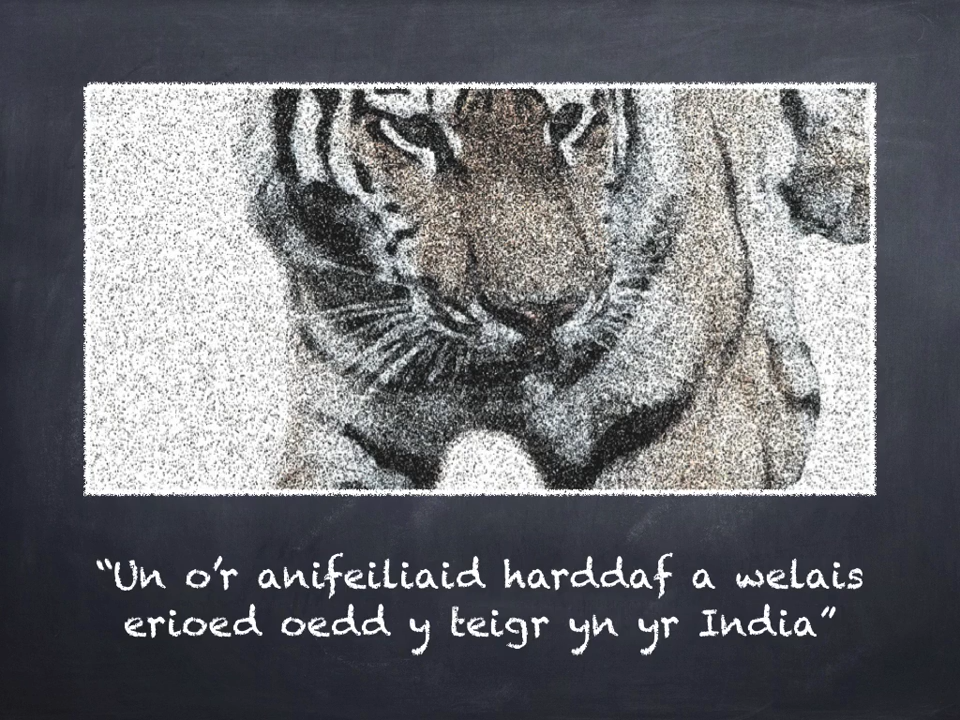 “Un o’r anifeiliaid harddaf a welais
erioed oedd y teigr yn yr India”